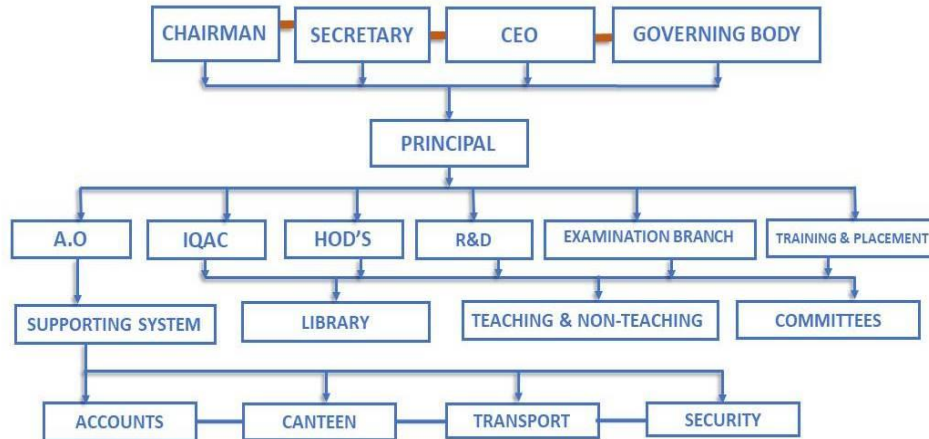 CHAIRMAN
SECRETARY
CEO
GOVERNING BODY
PRINCIPAL
A.O
IQAC
HOD'S
R&D
EXAMINATION BRANCH
TRAINING & PLACEMENT
SUPPORTING SYSTEM
LIBRARY
TEACHING & NON-TEACHING
COMMITTEES
ACCOUNTS
CANTEEN
TRANSPORT
SECURITY